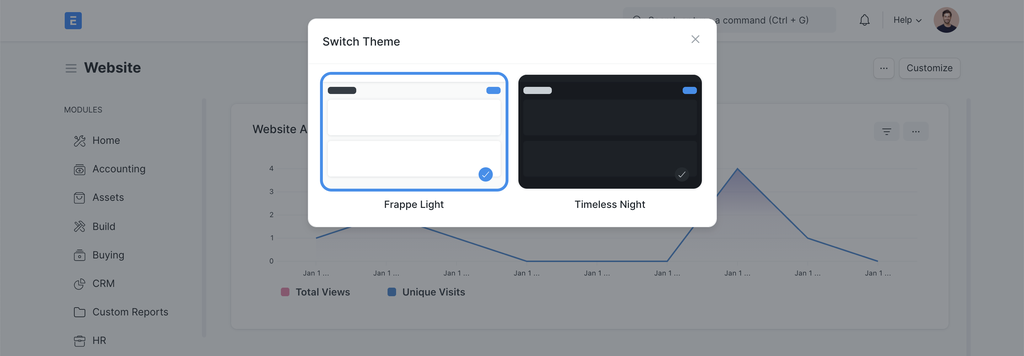 E
a command (Ctrl + G)
Help
Switch Theme
Website
Customize
MODULES
Website A
Home
Accounting
Assets
Build
Buying
CRM
Custom Reports
HR
Frappe Light
Timeless Night
4
3
2
1
0
Jan 1 ...
Jan 1 ...
Jan 1 ...
Jan 1 ...
Jan 1 ...
Jan 1 ...
Jan 1 ...
Jan 1 ...
Jan 1 ...
Total Views
Unique Visits